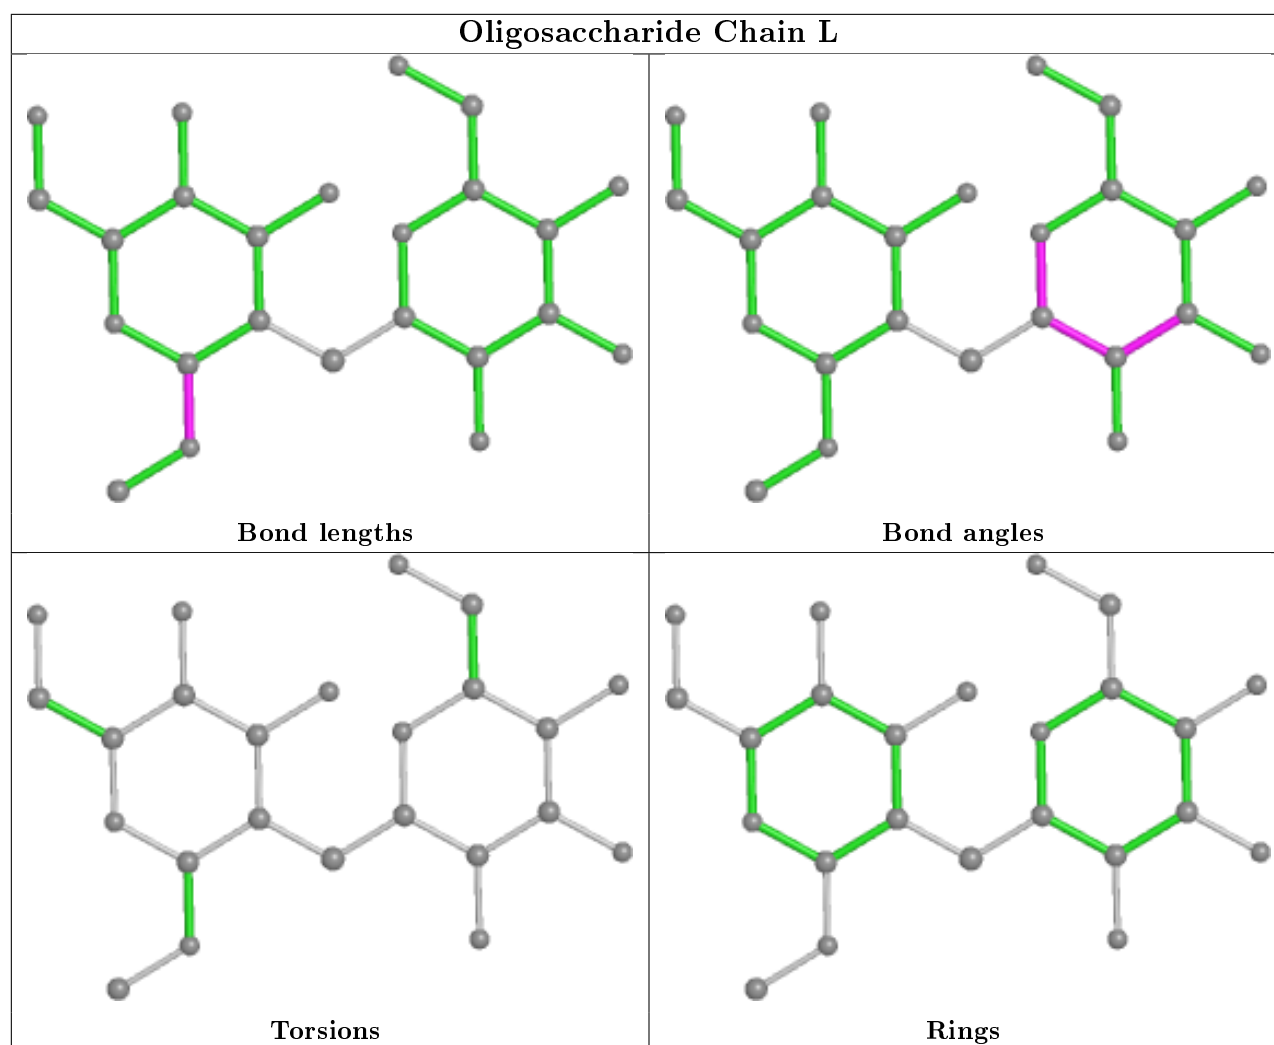 Oligosaccharide Chain L
Bond lengths
Bond angles
Torsions
Rings